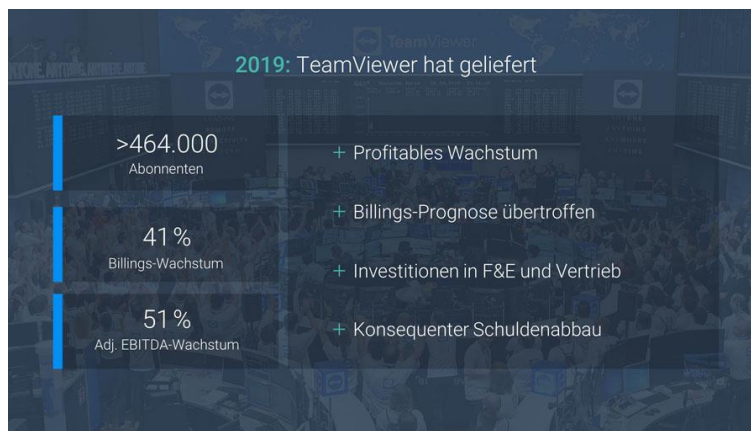 TeamViewer
2019: TeamViewer hat geliefert
>464.000
Abonnenten
41 %
Billings-Wachstum
51 %
Adj. EBITDA-Wachstum
+ Profitables Wachstum
+ Billings-Prognose übertroffen
+ Investitionen in F&E und Vertrieb
+ Konsequenter Schuldenabbau